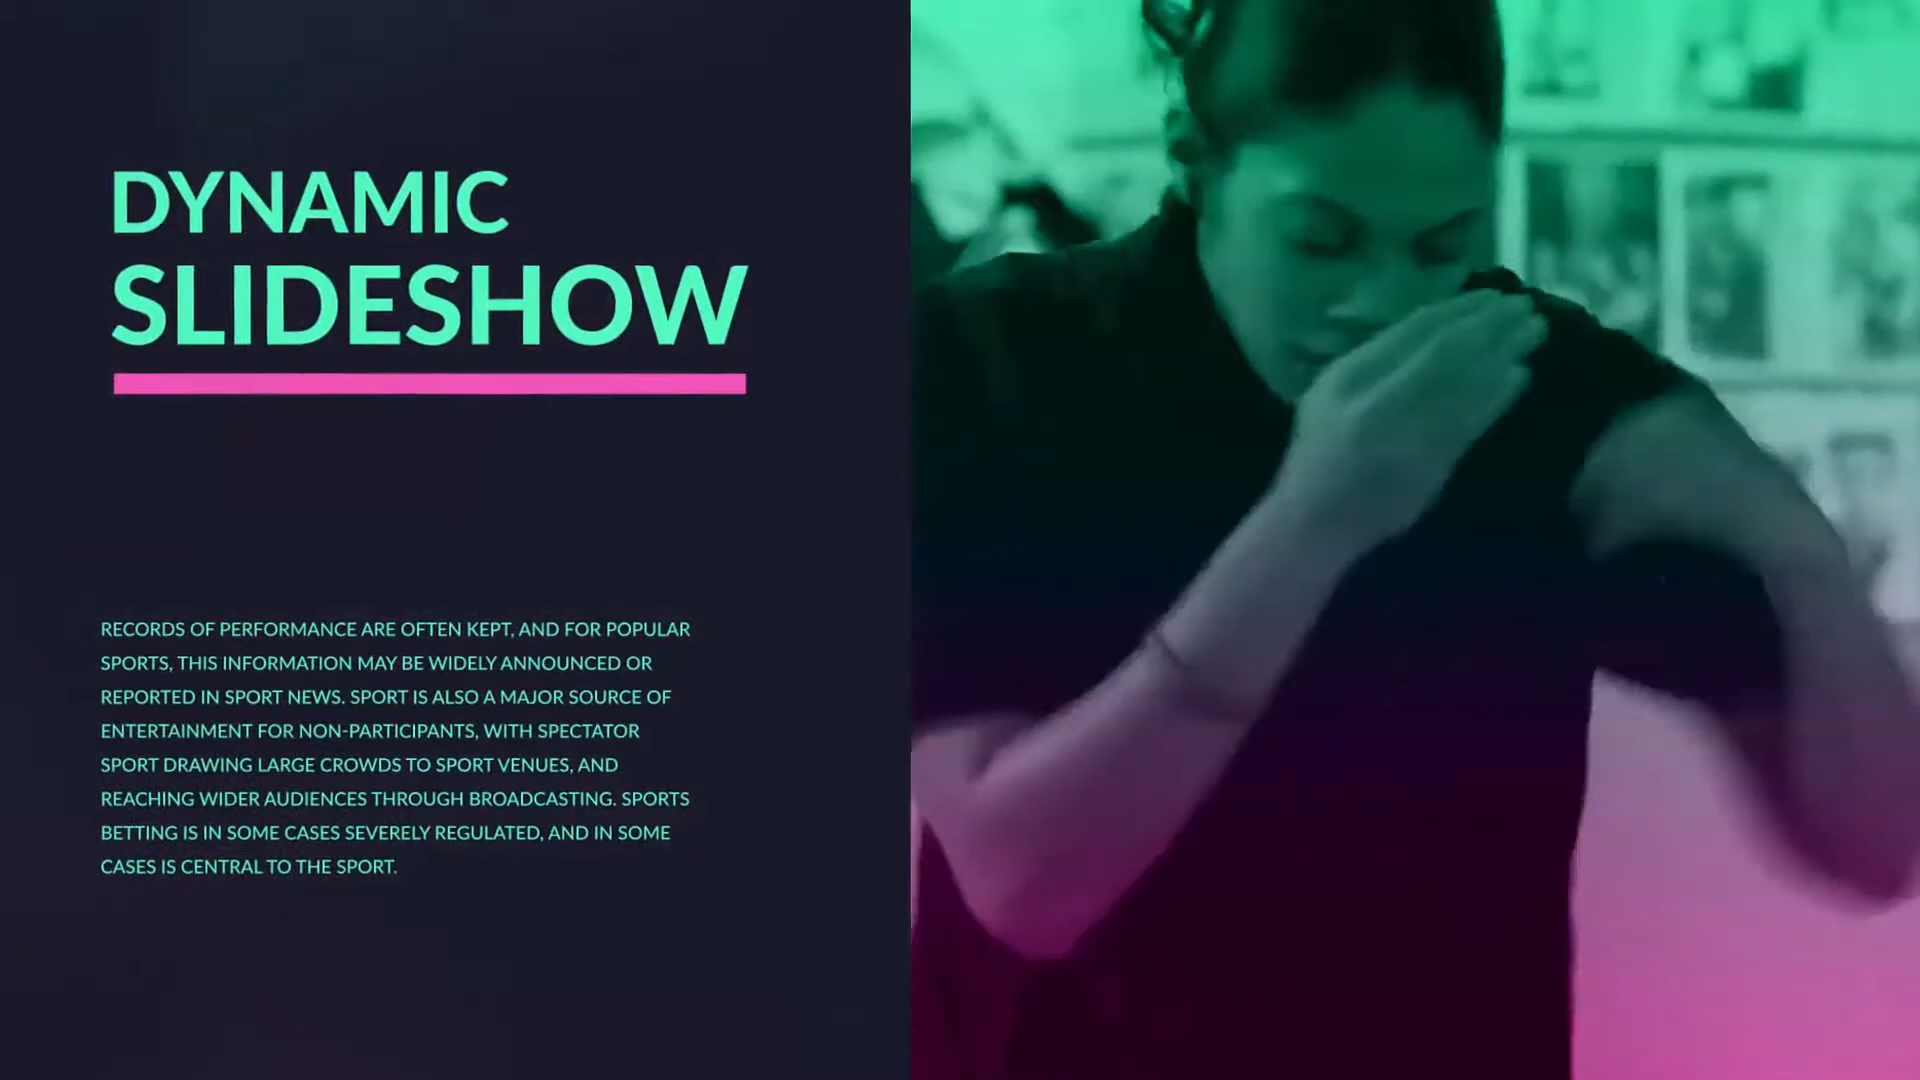 DYNAMIC
SLIDESHOW
RECORDS OF PERFORMANCE ARE OFTEN KEPT, AND FOR POPULAR
SPORTS, THIS INFORMATION MAY BE WIDELY ANNOUNCED OR
REPORTED IN SPORT NEWS. SPORT IS ALSO A MAJOR SOURCE OF
ENTERTAINMENT FOR NON-PARTICIPANTS, WITH SPECTATOR
SPORT DRAWING LARGE CROWDS TO SPORT VENUES, AND
REACHING WIDER AUDIENCES THROUGH BROADCASTING. SPORTS
BETTING IS IN SOME CASES SEVERELY REGULATED, AND IN SOME
CASES IS CENTRAL TO THE SPORT.